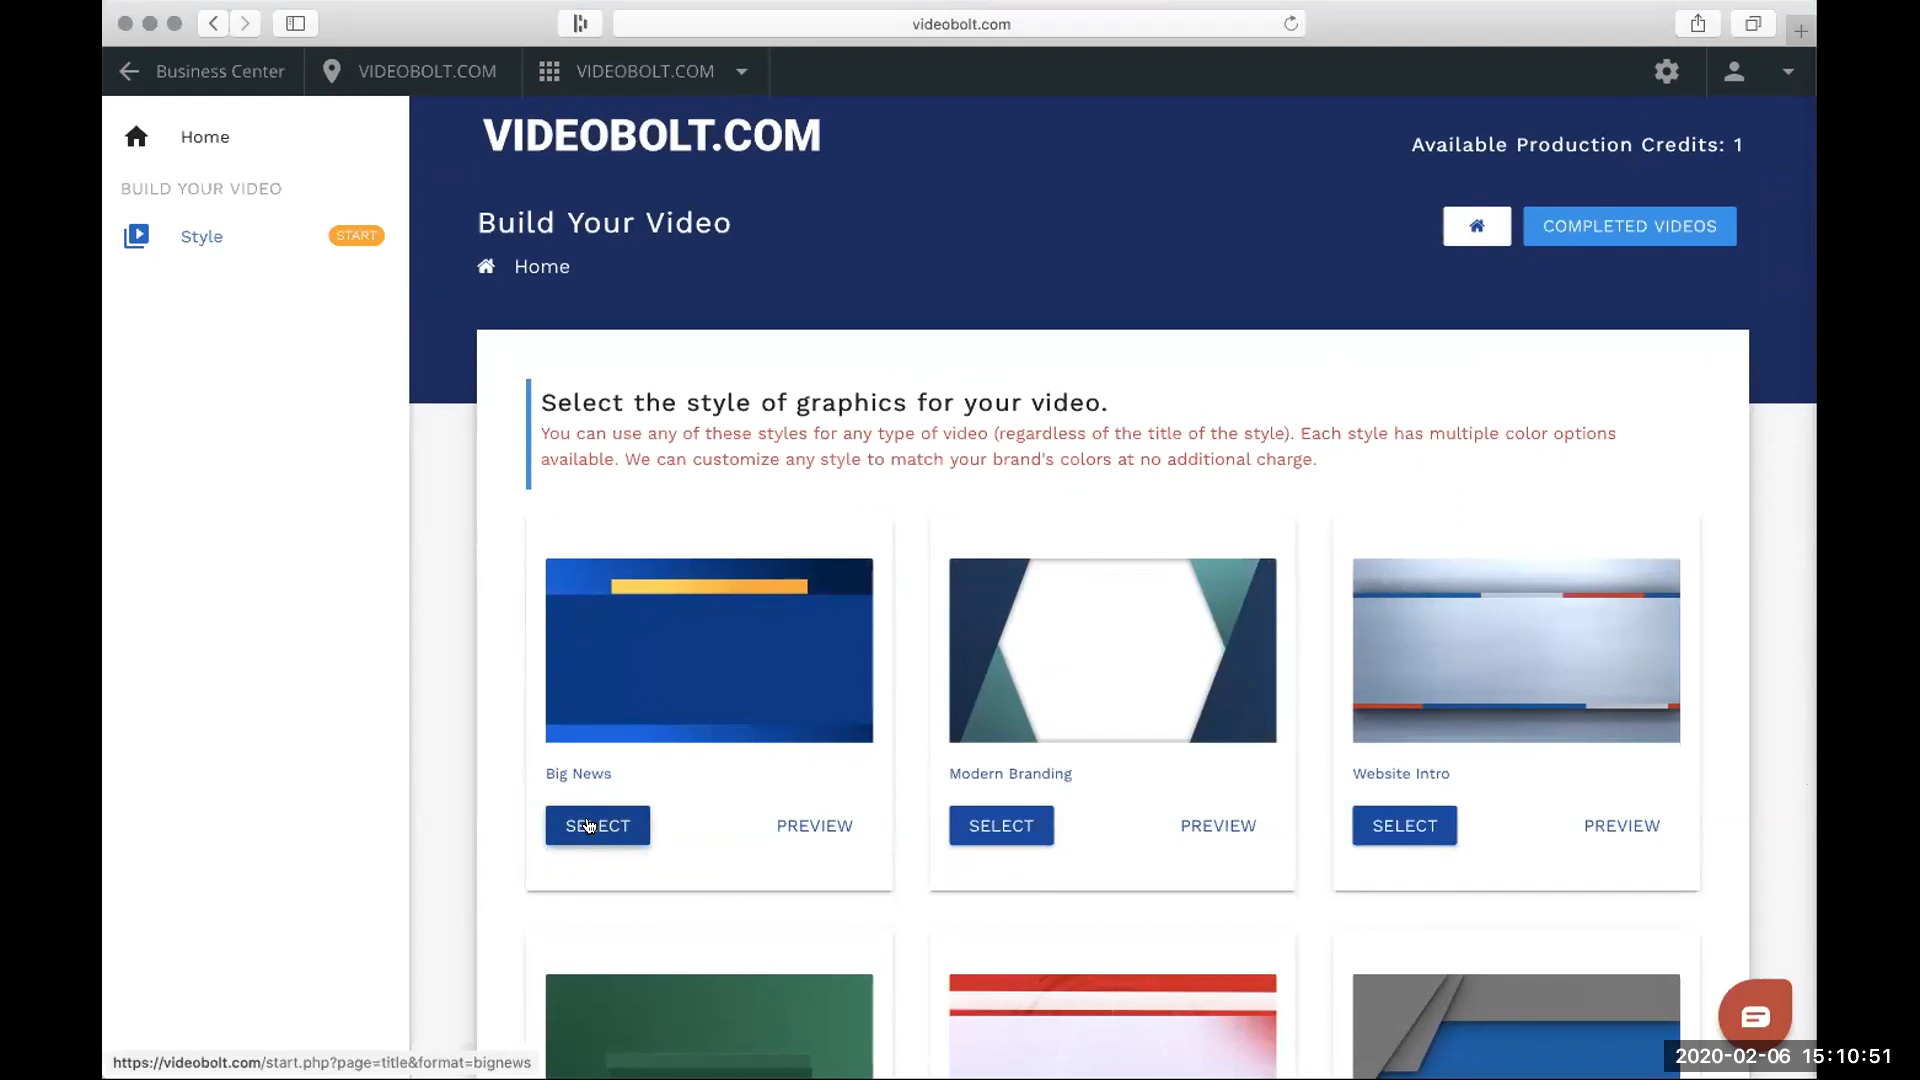 videobolt.com
Business Center
VIDEOBOLT.COM
VIDEOBOLT.COM
Home
BUILD YOUR VIDEO
Style
START
VIDEOBOLT.COM
Available Production Credits: 1
Build Your Video
COMPLETED VIDEOS
Home
Select the style of graphics for your video.
You can use any of these styles for any type of video (regardless of the title of the style). Each style has multiple color options
available. We can customize any style to match your brand's colors at no additional charge.
Big News
Modern Branding
Website Intro
SELECT
PREVIEW
SELECT
PREVIEW
SELECT
PREVIEW
https://videobolt.com/start.php?page=title&format=bignews
2020-02-06 15:10:51